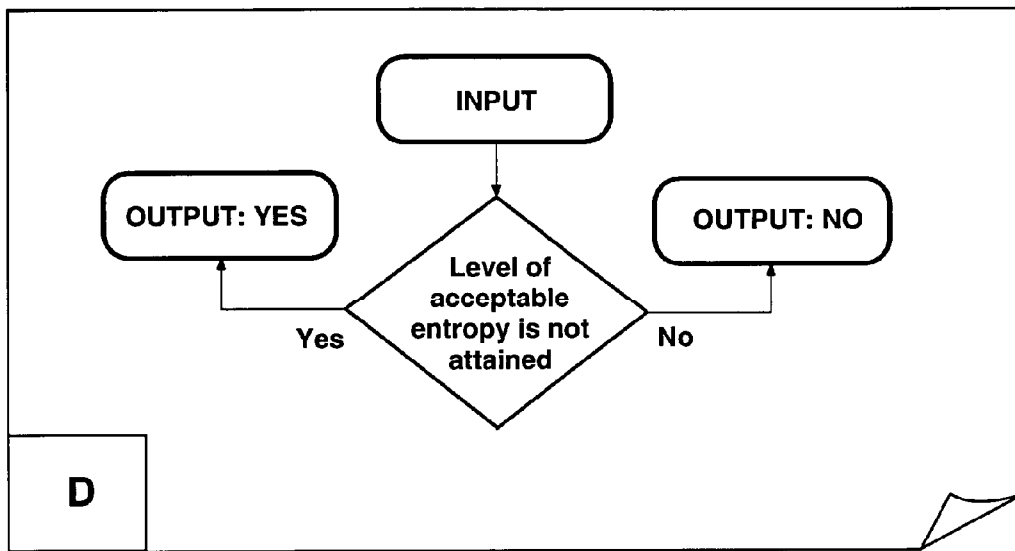 INPUT
OUTPUT: YES
OUTPUT: NO
Level of
acceptable
entropy is not
attained
Yes
No
D